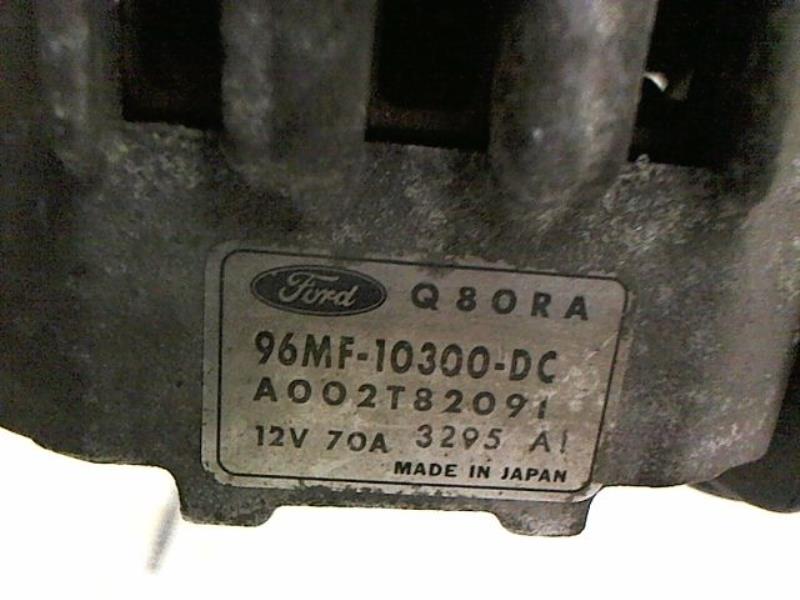 Ford Q80RA
96MF-10300-DC
A002T82091
12V 70A 3295 A1
MADE IN JAPAN